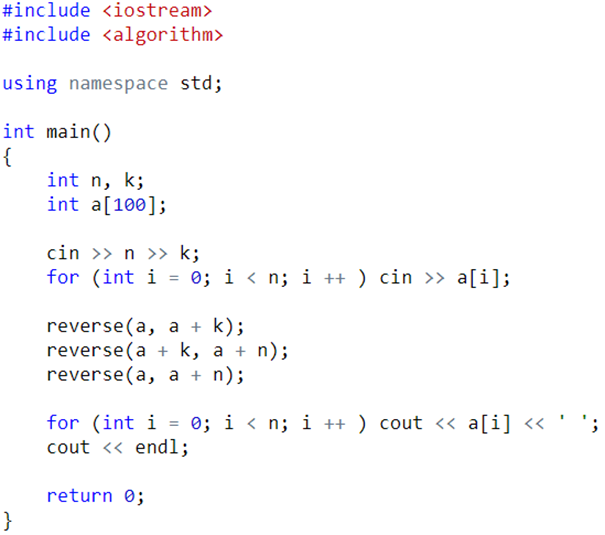 #include <iostream>
#include <algorithm>
using namespace std;
int main()
{
    int n, k;
    int a[100];
    cin >> n >> k;
    for (int i = 0; i < n; i ++ ) cin >> a[i];
    reverse(a, a + k);
    reverse(a + k, a + n);
    reverse(a, a + n);
    for (int i = 0; i < n; i ++ ) cout << a[i] << ' ';
    cout << endl;
    return 0;
}